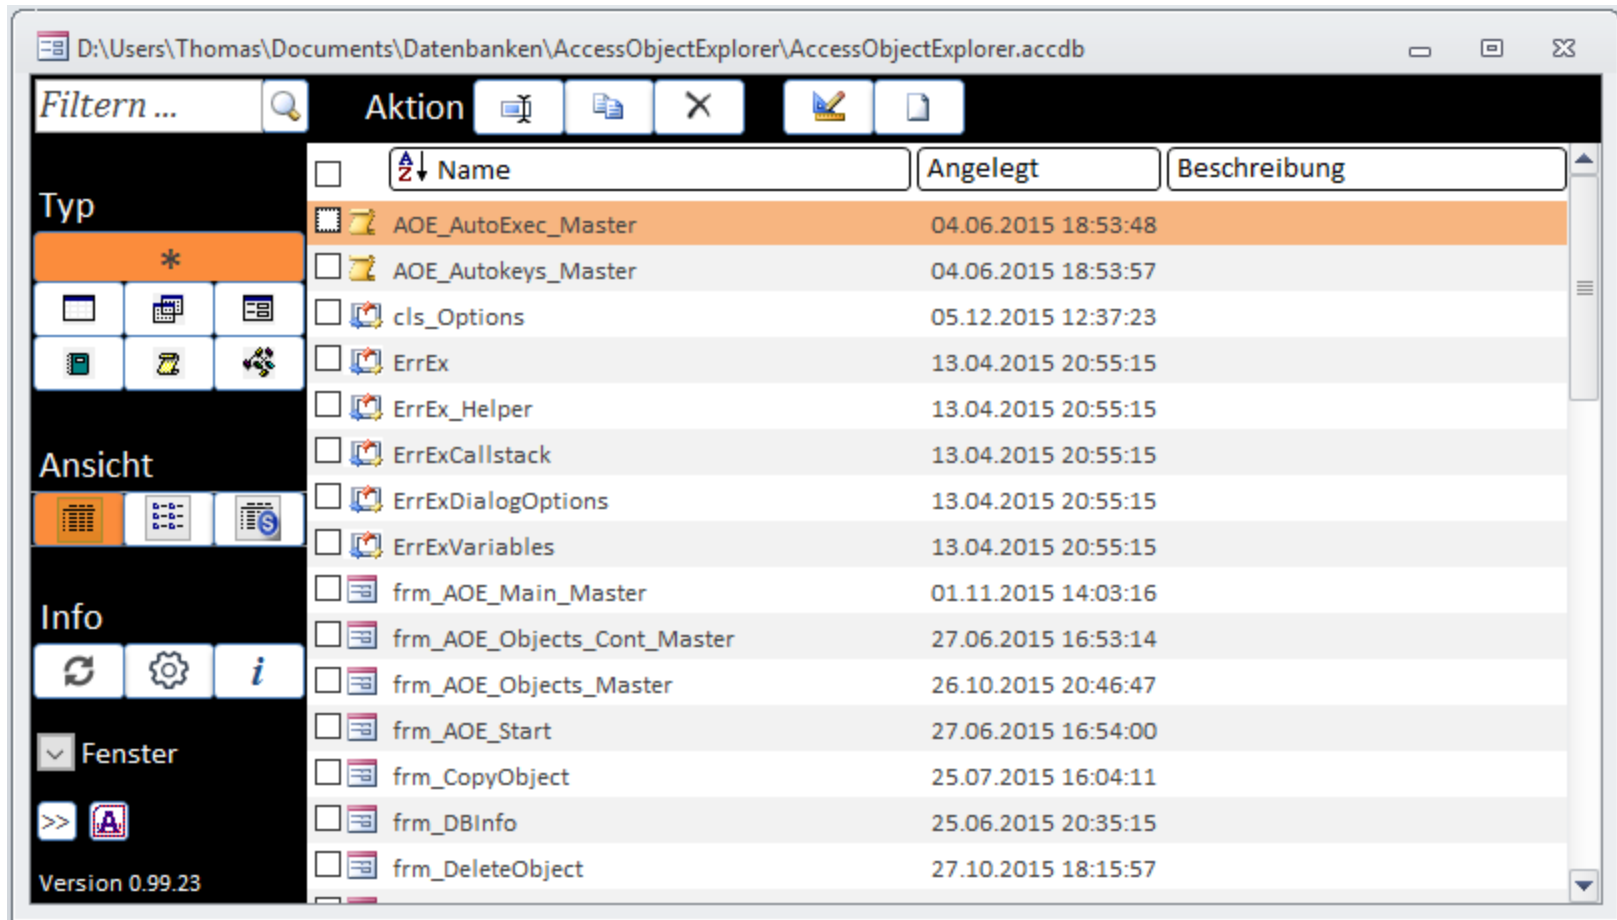 D:\Users\Thomas\Documents\Datenbanken\AccessObjectExplorer\AccessObjectExplorer.accdb
Filtern ...
Aktion
Name Angelegt Beschreibung
Typ
*
Ansicht
Info
i
Fenster
>>
A
Version 0.99.23
AOE_AutoExec_Master 04.06.2015 18:53:48
AOE_Autokeys_Master 04.06.2015 18:53:57
cls_Options 05.12.2015 12:37:23
ErrEx 13.04.2015 20:55:15
ErrEx_Helper 13.04.2015 20:55:15
ErrExCallstack 13.04.2015 20:55:15
ErrExDialogOptions 13.04.2015 20:55:15
ErrExVariables 13.04.2015 20:55:15
frm_AOE_Main_Master 01.11.2015 14:03:16
frm_AOE_Objects_Cont_Master 27.06.2015 16:53:14
frm_AOE_Objects_Master 26.10.2015 20:46:47
frm_AOE_Start 27.06.2015 16:54:00
frm_CopyObject 25.07.2015 16:04:11
frm_DBInfo 25.06.2015 20:35:15
frm_DeleteObject 27.10.2015 18:15:57